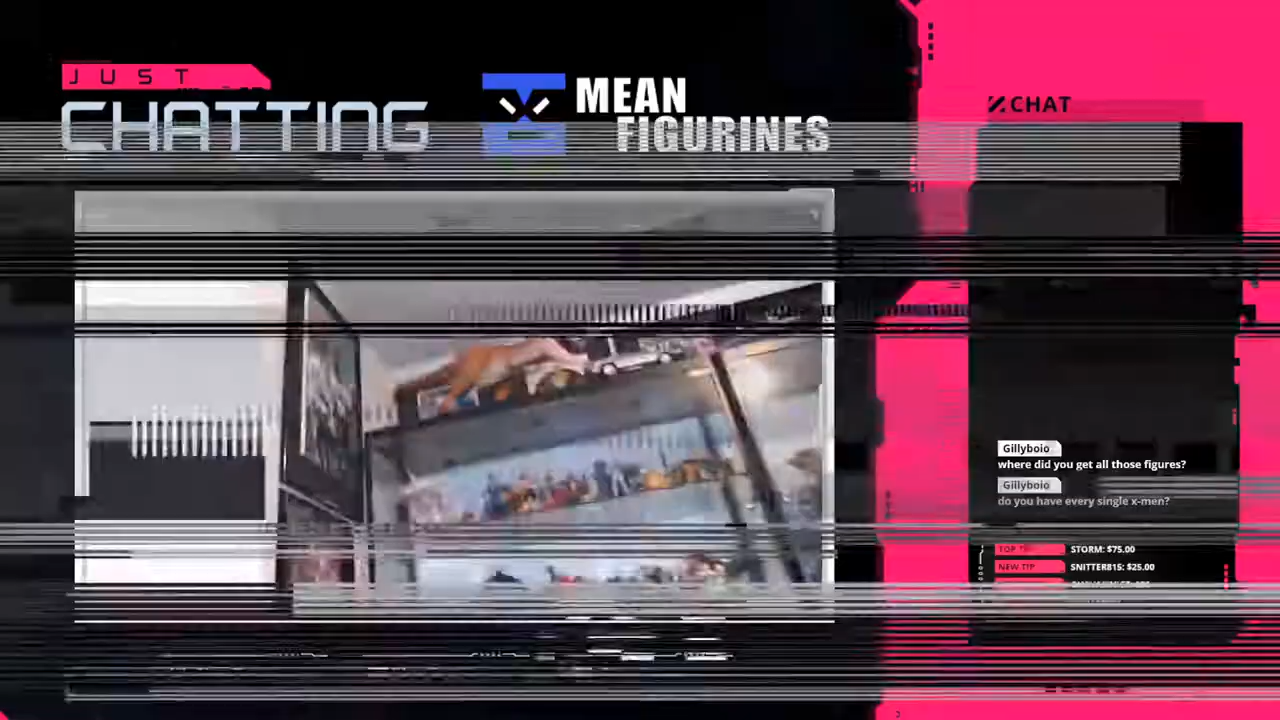 JUST
CHATTING
MEAN
FIGURINES
CHAT
Gillyboio
where did you get all those figures?
Gillyboio
do you have every single x-men?
TOP TIP
STORM: $75.00
NEW TIP
SNITTER815: $25.00